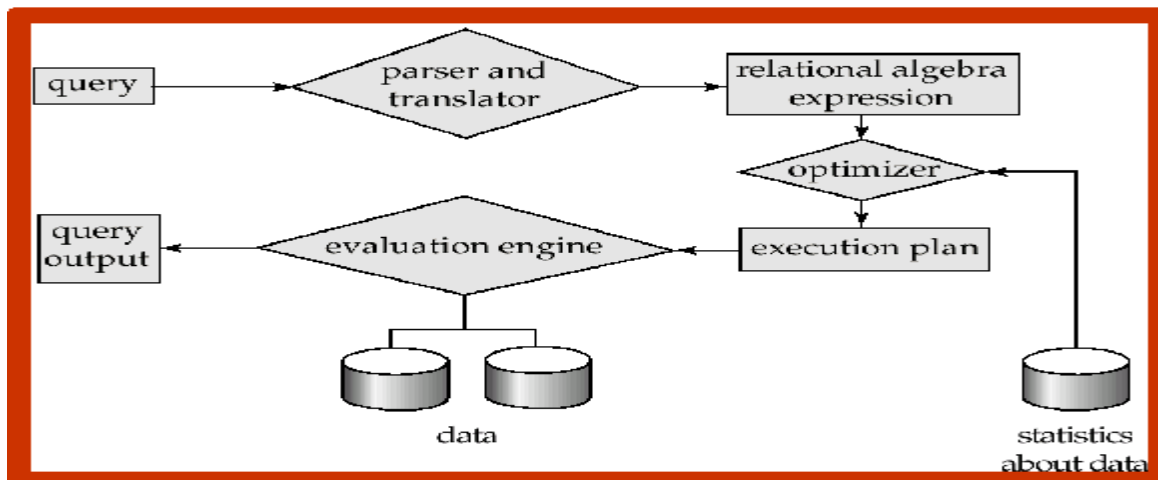 query
parser and
translator
relational algebra
expression
optimizer
query
output
evaluation engine
execution plan
data
statistics
about data